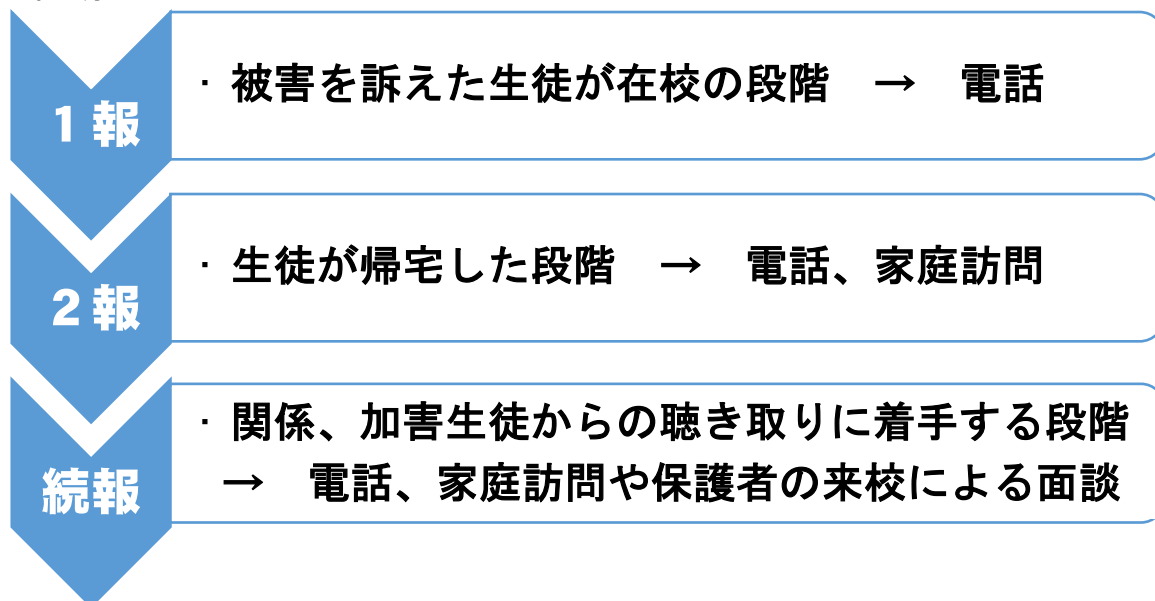 1報
・被害を訴えた生徒が在校の段階　→　電話
2報
・生徒が帰宅した段階　→　電話、家庭訪問
続報
・関係、加害生徒からの聴き取りに着手する段階
→　電話、家庭訪問や保護者の来校による面談